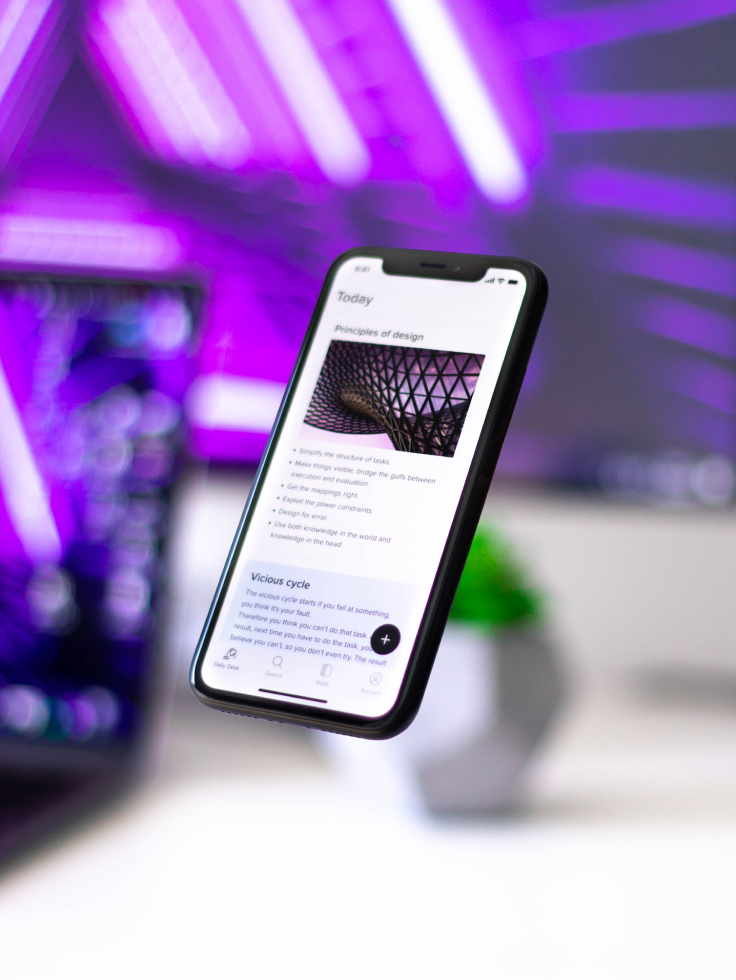 9:41
Today
Principles of design
• Simplify the structure of tasks.
• Make things visible; bridge the gulfs between
execution and evaluation.
• Get the mappings right.
• Exploit the power constraints.
• Design for error.
• Use both knowledge in the world and
knowledge in the head.
Vicious cycle
The vicious cycle starts if you fail at something,
you think it's your fault.
Therefore you think you can't do that task.
result, next time you have to do the task, you
believe you can't, so you don't even try. The result
+
Daily Desk
Search
Account